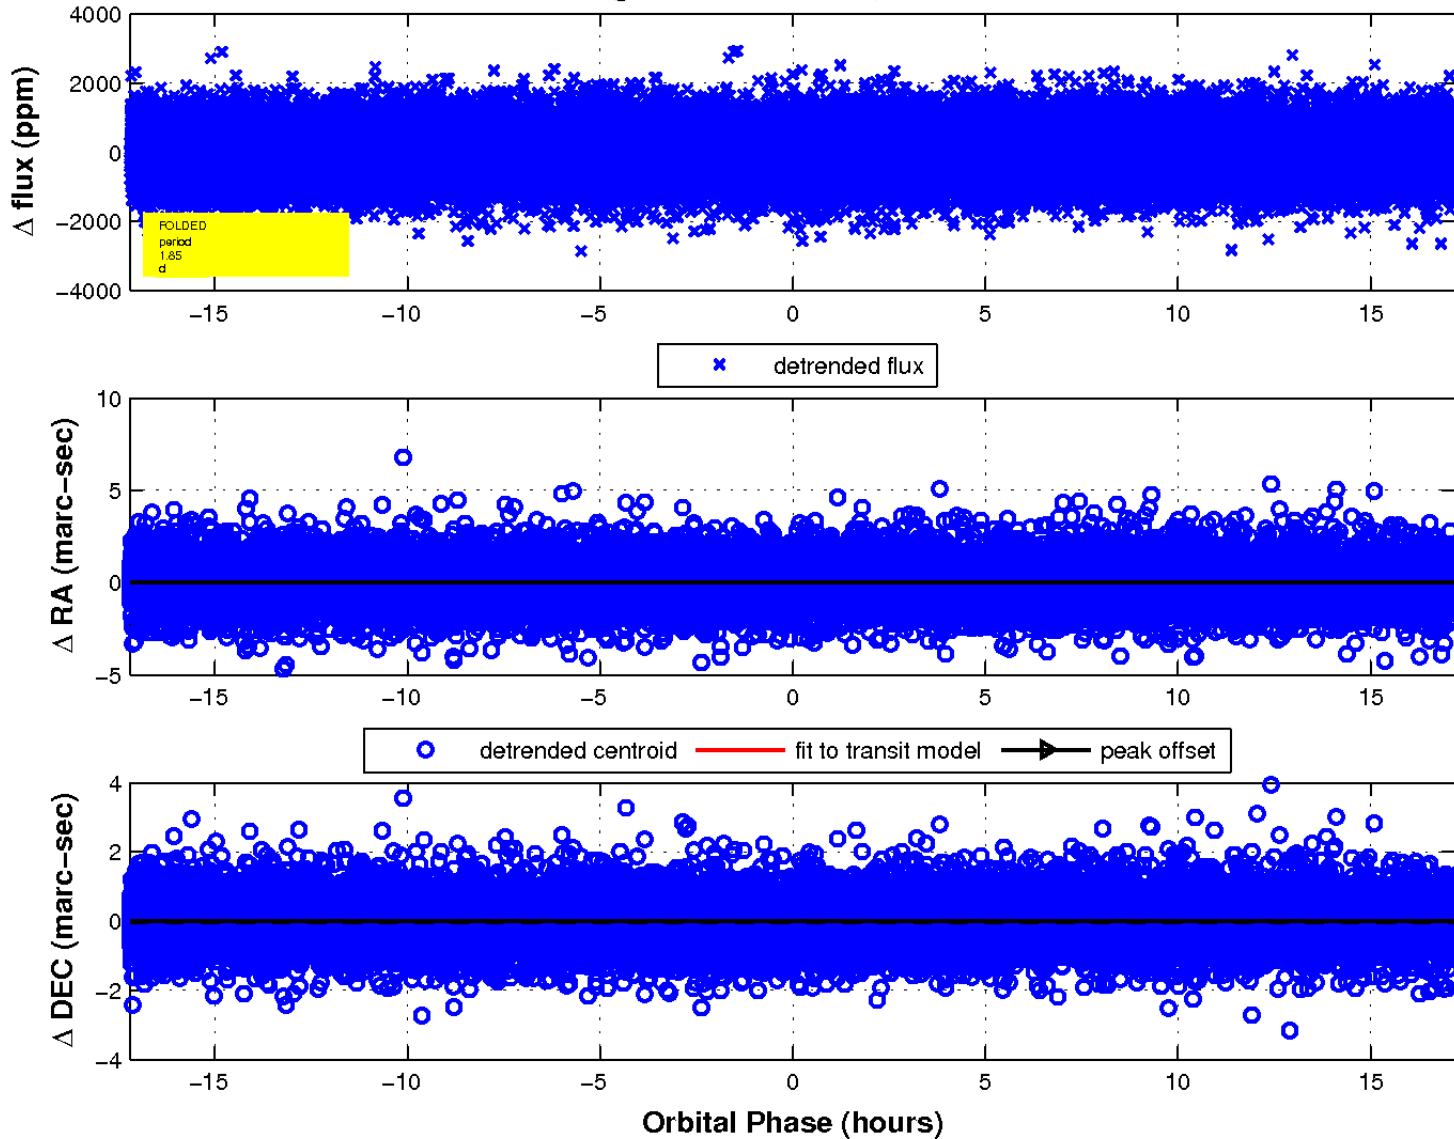 4000
2000
0
−2000
−4000
Δ flux (ppm)
FOLDED
period
1.85
d
−15 −10 −5 0 5 10 15
detrended flux
10
5
0
−5
Δ RA (marc−sec)
−15 −10 −5 0 5 10 15
detrended centroid fit to transit model peak offset
4
2
0
−2
−4
Δ DEC (marc−sec)
−15 −10 −5 0 5 10 15
Orbital Phase (hours)